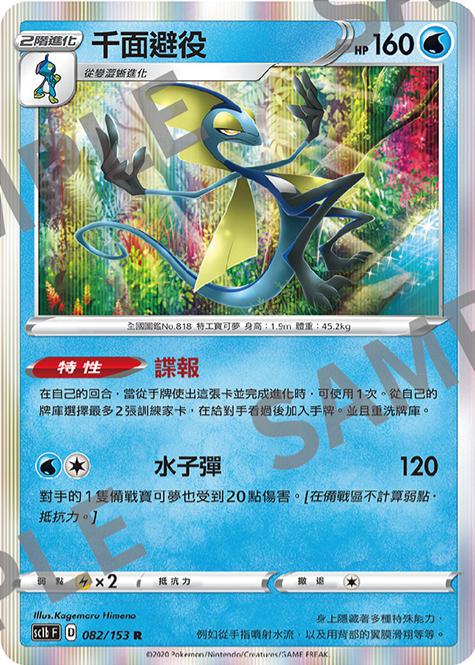 2階進化
千面避役
HP 160
從變澀蜥進化
全國圖鑑No.818 特工寶可夢 身高：1.9m 體重：45.2kg
特性 諜報
在自己的回合，當從手牌使出這張卡並完成進化時，可使用1次。從自己的
牌庫選擇最多2張訓練家卡，在給對手看過後加入手牌。並且重洗牌庫。
水子彈 120
對手的1隻備戰寶可夢也受到20點傷害。[在備戰區不計算弱點、
抵抗力。]
弱點 ×2 抵抗力 撤退
Illus.Kagemaru Himeno
sc1b F D 082/153 R
身上隱藏著多種特殊能力，
例如從手指噴射水流，以及用背部的翼膜滑翔等等。
©2020 Pokémon/Nintendo/Creatures/GAME FREAK.
SAMPLE